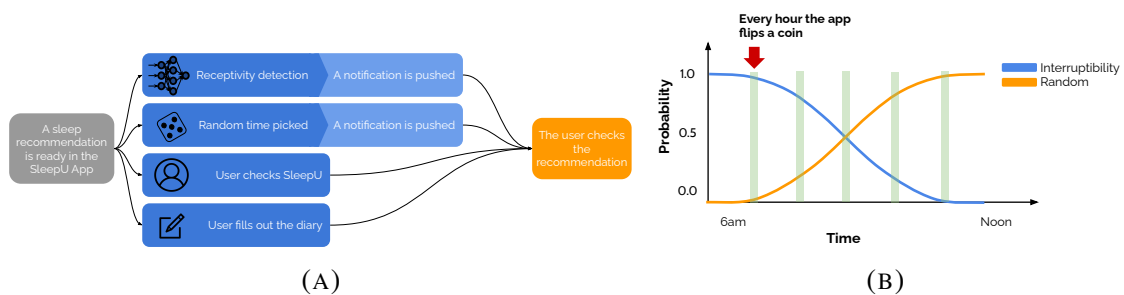 A sleep
recommendation
is ready in the
SleepU App
Receptivity detection
A notification is pushed
Random time picked
A notification is pushed
User checks SleepU
User fills out the diary
The user checks
the
recommendation
(A)
Every hour the app
flips a coin
Probability
1.0
0.5
0.0
6am
Noon
Time
Interruptibility
Random
(B)